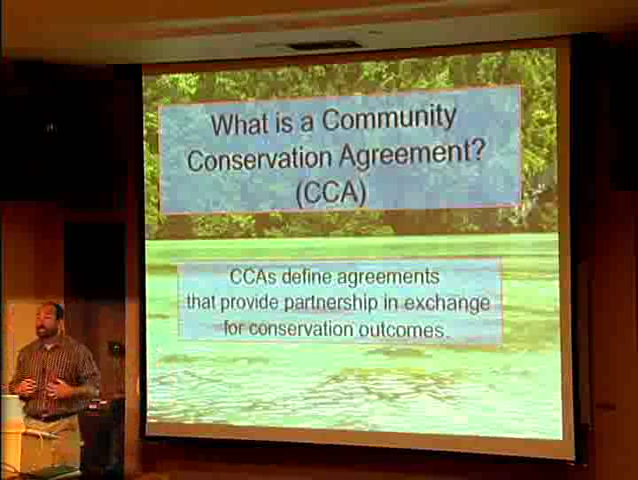 What is a Community
Conservation Agreement?
(CCA)
CCAs define agreements
that provide partnership in exchange
for conservation outcomes.